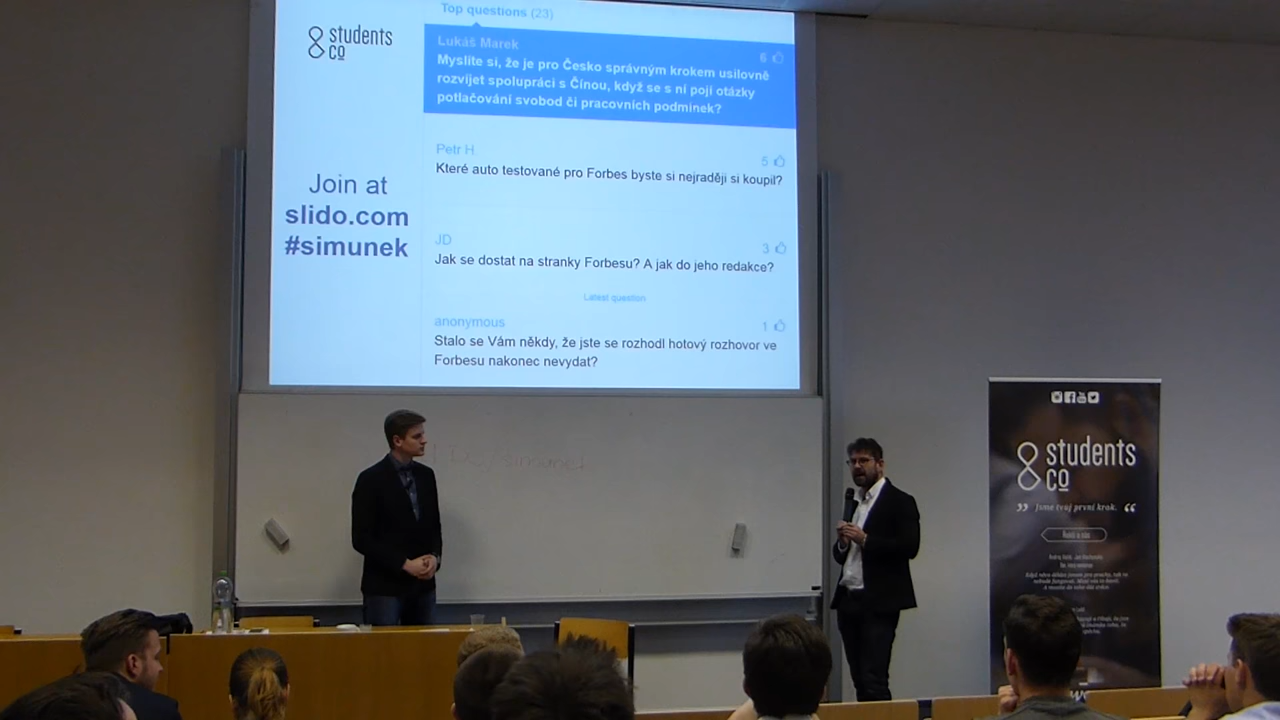 students
co
Top questions (23)
Lukáš Marek
6
Myslíte si, že je pro Česko správným krokem usilovně
rozvíjet spolupráci s Čínou, když se s ní pojí otázky
potlačování svobod či pracovních podmínek?
Petr H
5
Které auto testované pro Forbes byste si nejraději si koupil?
Join at
slido.com
#simunek
JD
3
Jak se dostat na stranky Forbesu? A jak do jeho redakce?
Latest question
anonymous
1
Stalo se Vám někdy, že jste se rozhodl hotový rozhovor ve
Forbesu nakonec nevydat?
students
co
Jsme tvůj první krok.